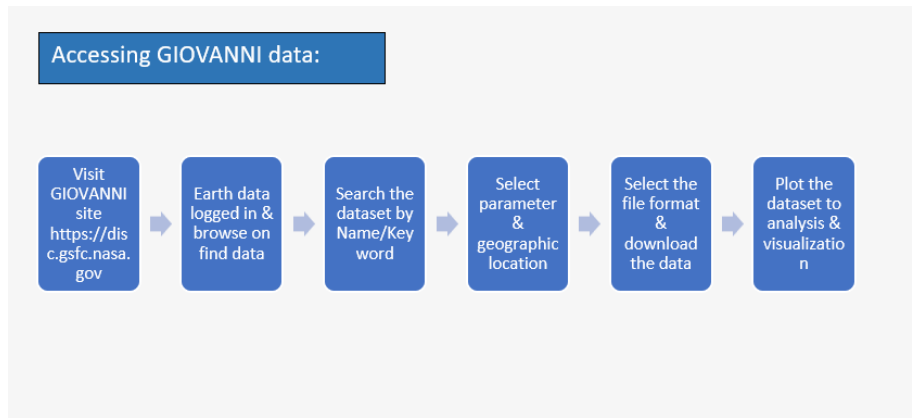 Accessing GIOVANNI data:
Visit
GIOVANNI
site
https://dis
c.gsfc.nasa.
gov
Earth data
logged in &
browse on
find data
Search the
dataset by
Name/Key
word
Select
parameter
&
geographic
location
Select the
file format
&
download
the data
Plot the
dataset to
analysis &
visualizatio
n